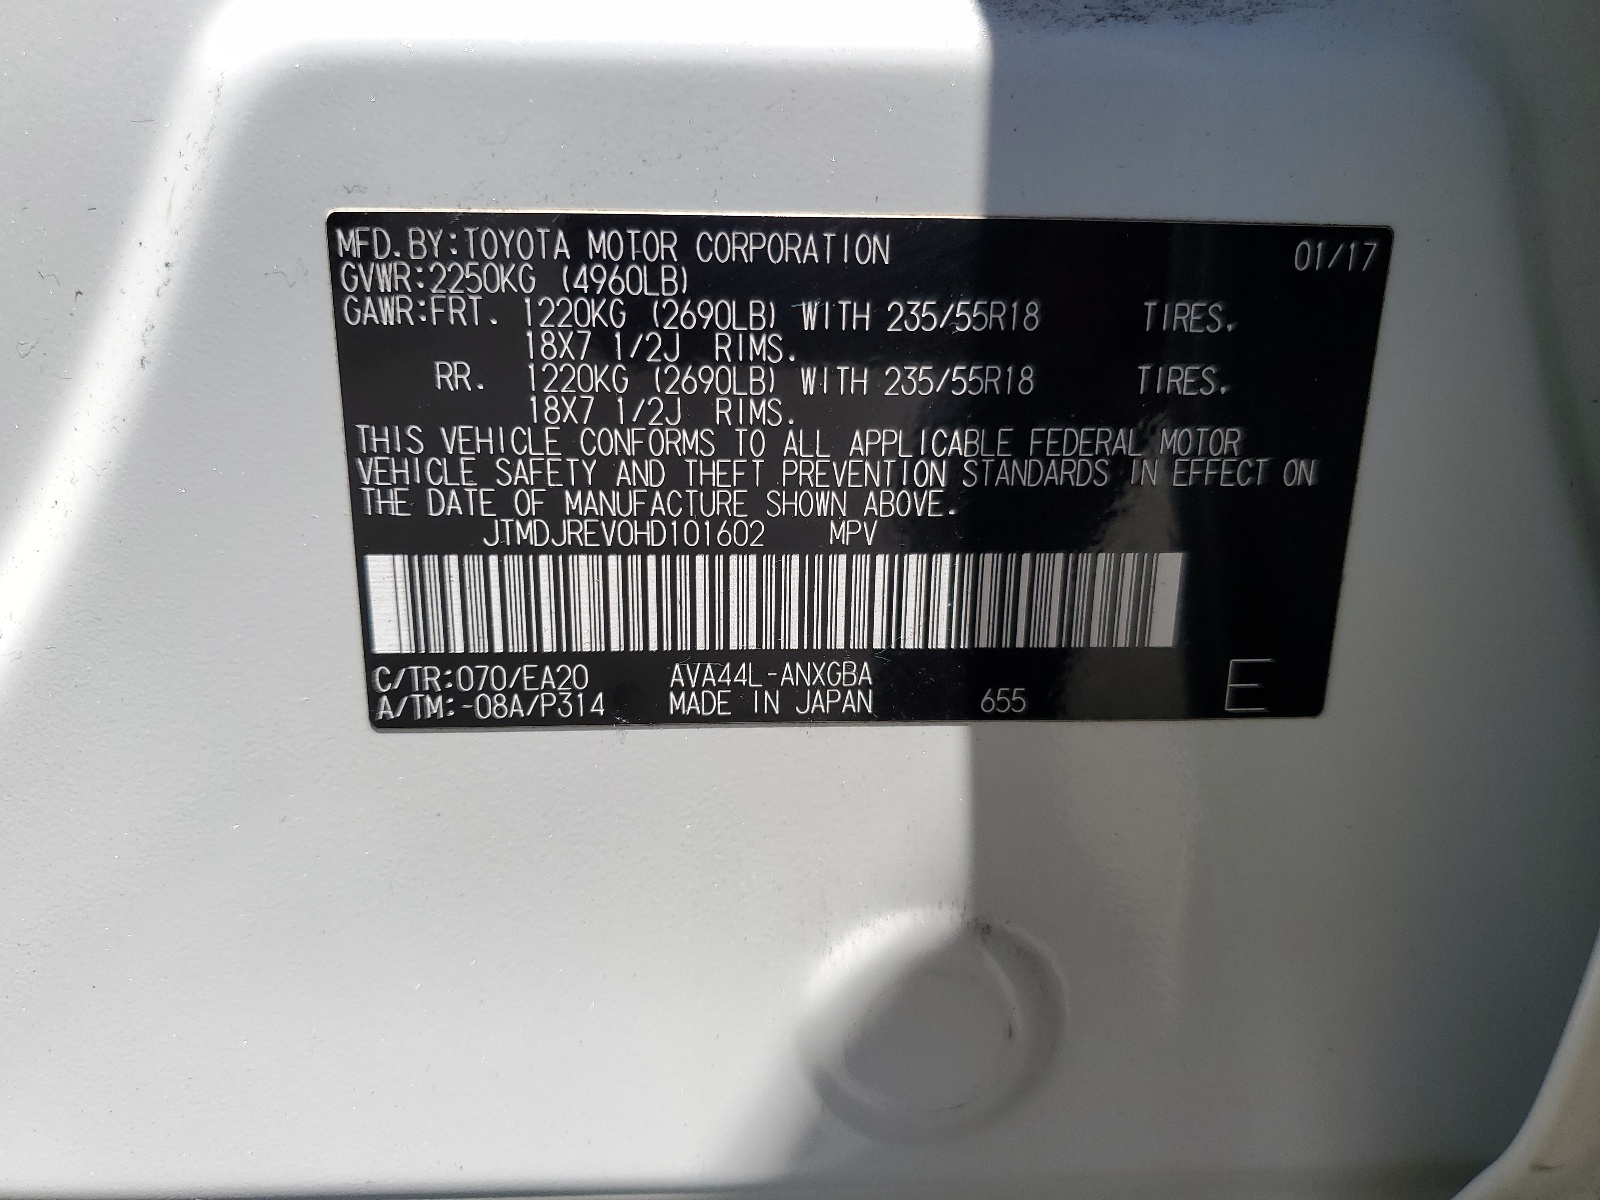 MFD.BY:TOYOTA MOTOR CORPORATION 01/17
GVWR:2250KG (4960LB)
GAWR:FRT. 1220KG (2690LB) WITH 235/55R18 TIRES.
18X7 1/2J RIMS.
RR. 1220KG (2690LB) WITH 235/55R18 TIRES.
18X7 1/2J RIMS.
THIS VEHICLE CONFORMS TO ALL APPLICABLE FEDERAL MOTOR
VEHICLE SAFETY AND THEFT PREVENTION STANDARDS IN EFFECT ON
THE DATE OF MANUFACTURE SHOWN ABOVE.
JTMDJREV0HD101602 MPV
C/TR:070/EA20 AVA44L-ANXGBA
A/TM:-08A/P314 MADE IN JAPAN 655 E